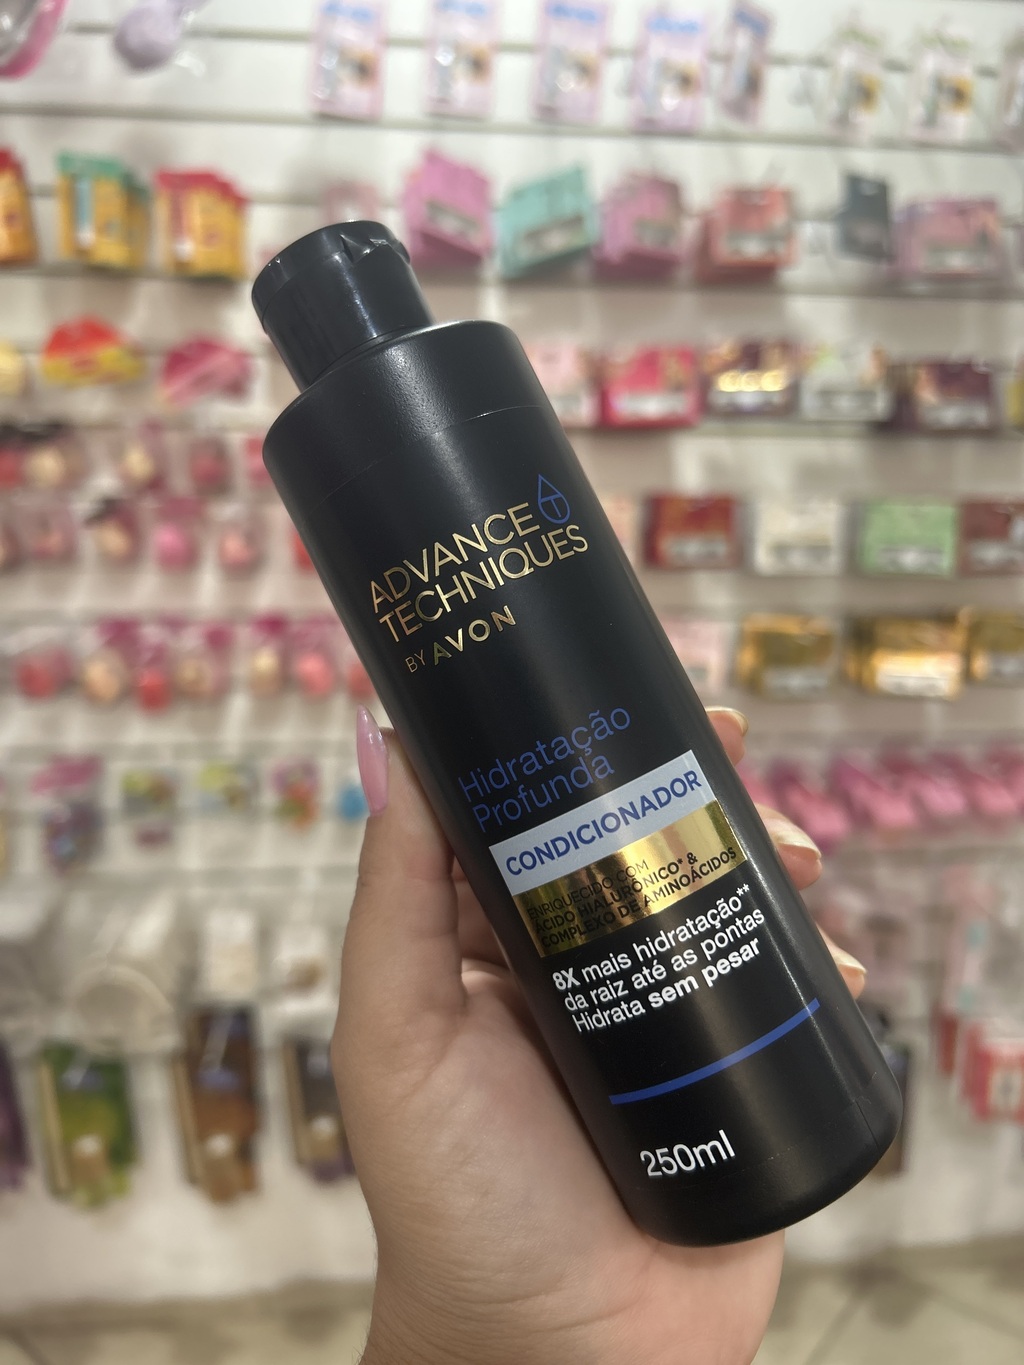 ADVANCE
TECHNIQUES
BY AVON
Hidratação
Profunda
CONDICIONADOR
ENRIQUECIDO COM
ÁCIDO HIALURÔNICO* &
COMPLEXO DE AMINOÁCIDOS
8X mais hidratação**
da raiz até as pontas
Hidrata sem pesar
250ml